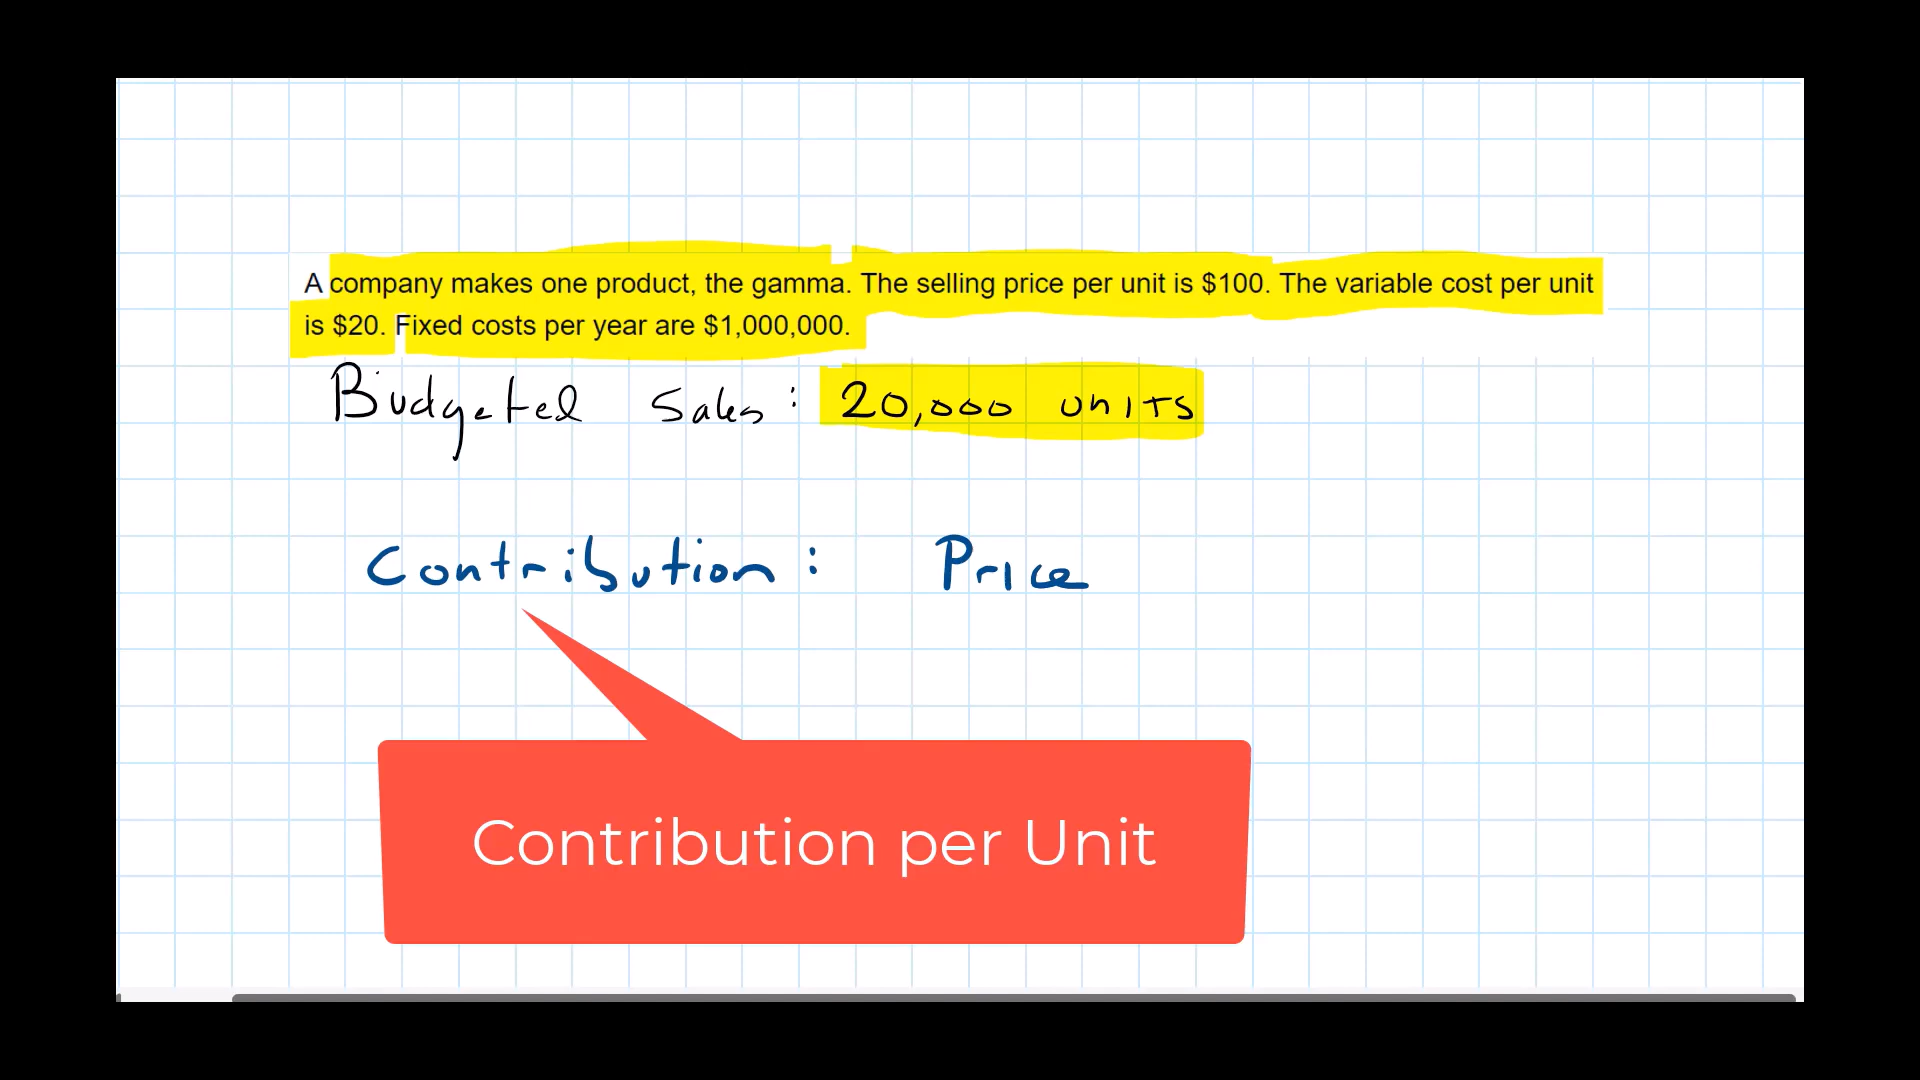 A company makes one product, the gamma. The selling price per unit is $100. The variable cost per unit
is $20. Fixed costs per year are $1,000,000.
Budgeted Sales: 20,000 units
Contribution: Price
Contribution per Unit